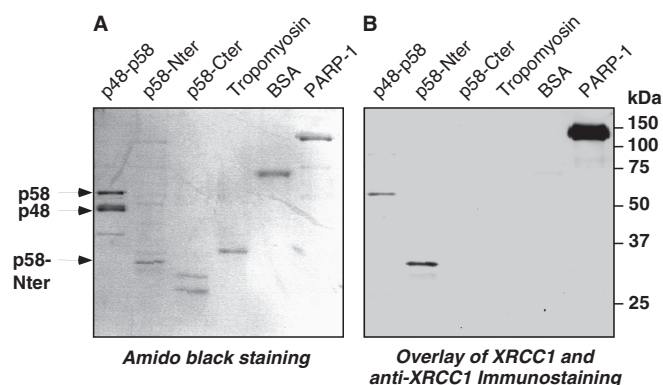 A
p48-p58
p58-Nter
p58-Cter
Tropomyosin
BSA
PARP-1
p58
p48
p58-
Nter
Amido black staining
B
p48-p58
p58-Nter
p58-Cter
Tropomyosin
BSA
PARP-1
kDa
150
100
75
50
37
25
Overlay of XRCC1 and
anti-XRCC1 Immunostaining